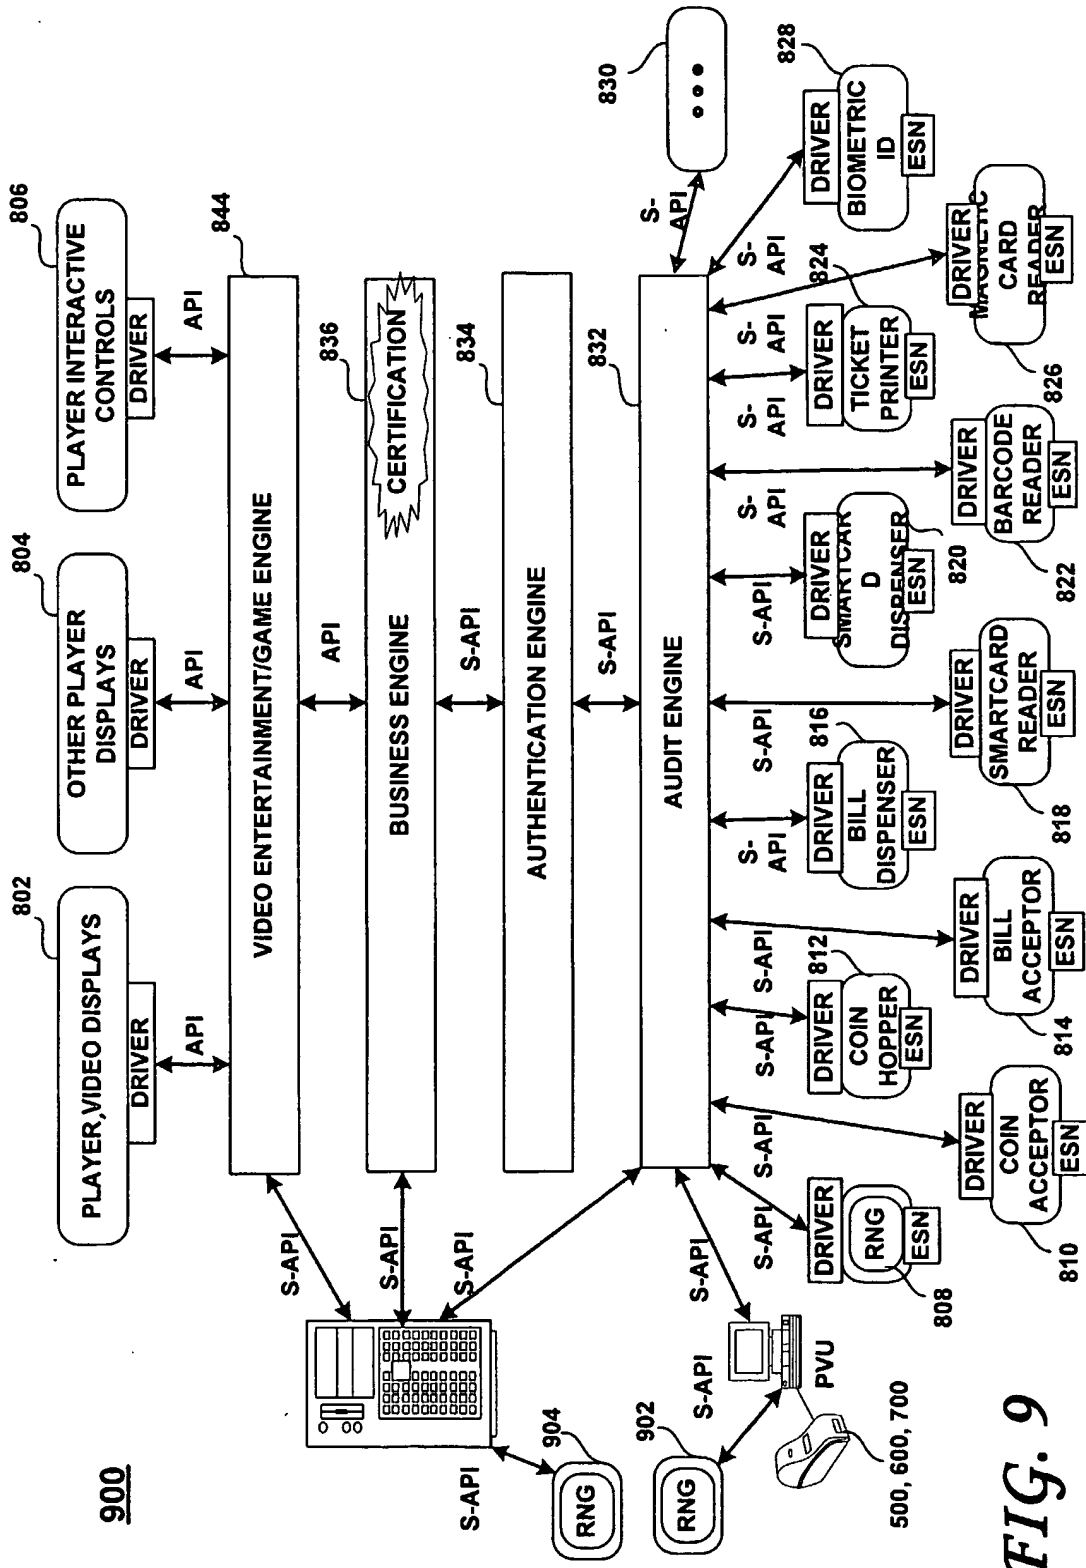 900
802
PLAYER,VIDEO DISPLAYS
DRIVER
API
804
OTHER PLAYER
DISPLAYS
DRIVER
API
806
PLAYER INTERACTIVE
CONTROLS
DRIVER
API
844
VIDEO ENTERTAINMENT/GAME ENGINE
API
836
BUSINESS ENGINE
CERTIFICATION
S-API
834
AUTHENTICATION ENGINE
S-API
832
AUDIT ENGINE
S-API
S-API
S-API
S-API
904
RNG
S-API
S-API
902
RNG
PVU
500, 600, 700
S-API
DRIVER
RNG
ESN
808
S-API
DRIVER
COIN
ACCEPTOR
ESN
810
S-API
812
DRIVER
COIN
HOPPER
ESN
S-API
DRIVER
BILL
ACCEPTOR
ESN
814
S-
API
816
DRIVER
BILL
DISPENSER
ESN
S-API
DRIVER
SMARTCARD
READER
ESN
818
S-API
DRIVER
SMARTCAR
D
DISPENSER
ESN
820
S-
API
DRIVER
BARCODE
READER
ESN
822
S-
API
824
DRIVER
TICKET
PRINTER
ESN
S-
API
DRIVER
MAGNETIC
CARD
READER
ESN
826
S-
API
828
DRIVER
BIOMETRIC
ID
ESN
S-
API
830
FIG. 9